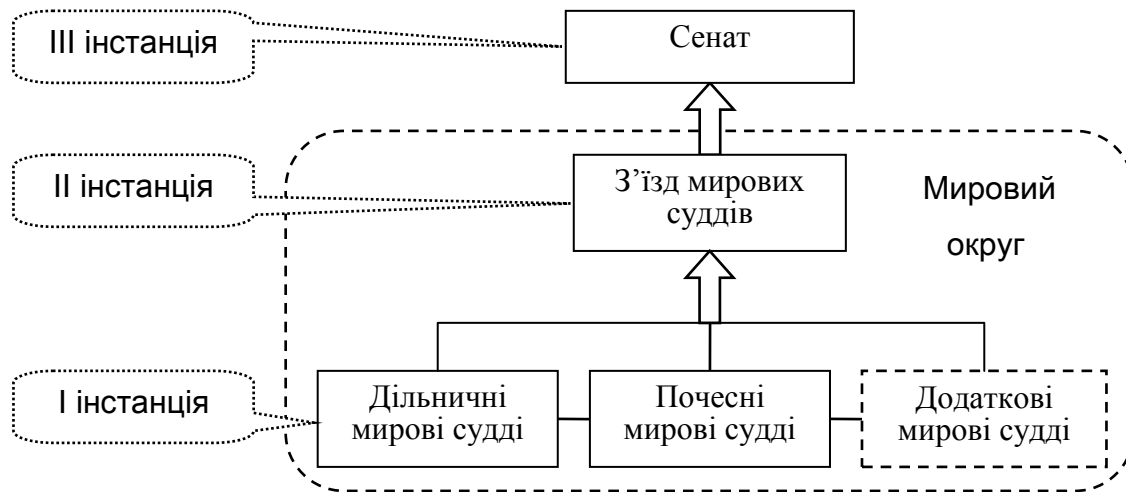 III інстанція
Сенат
II інстанція
З’їзд мирових
суддів
Мировий
округ
I інстанція
Дільничні
мирові судді
Почесні
мирові судді
Додаткові
мирові судді